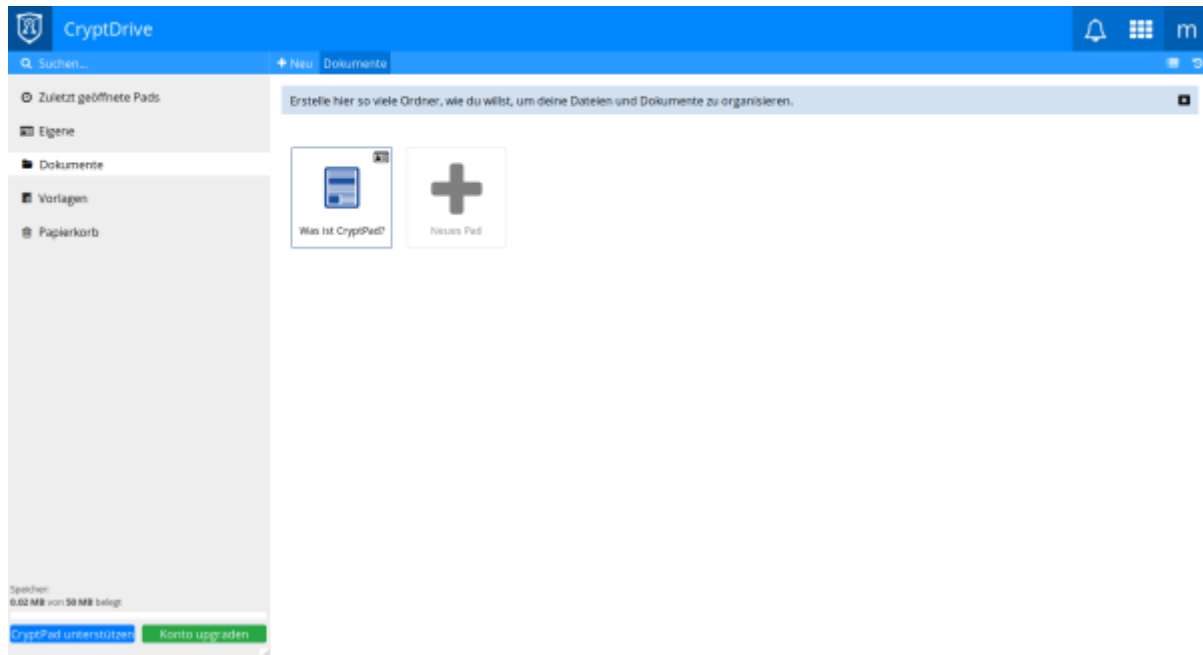 CryptDrive
m
Suchen...
Neu Dokumente
Zuletzt geöffnete Pads
Erstelle hier so viele Ordner, wie du willst, um deine Dateien und Dokumente zu organisieren.
Eigene
Dokumente
Vorlagen
Papierkorb
Was ist CryptPad?
Neues Pad
Speicher:
0.02 MB von 50 MB belegt
CryptPad unterstützen
Konto upgraden